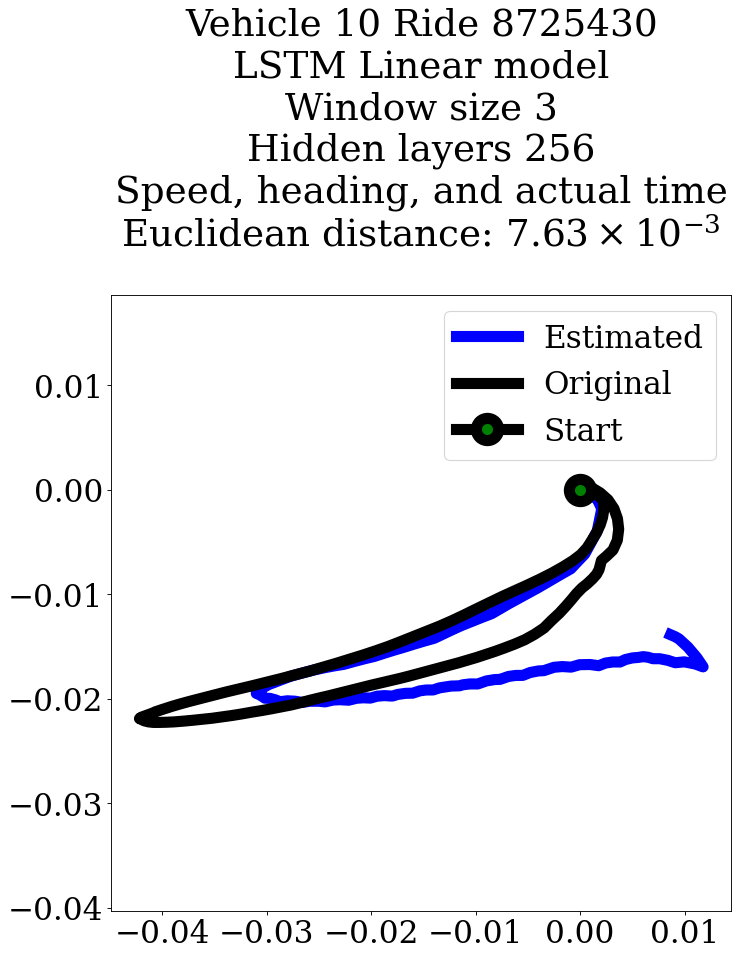 Vehicle 10 Ride 8725430
LSTM Linear model
Window size 3
Hidden layers 256
Speed, heading, and actual time
Euclidean distance: 7.63 × 10⁻³
Estimated
Original
Start
0.01
0.00
−0.01
−0.02
−0.03
−0.04
−0.04 −0.03 −0.02 −0.01 0.00 0.01